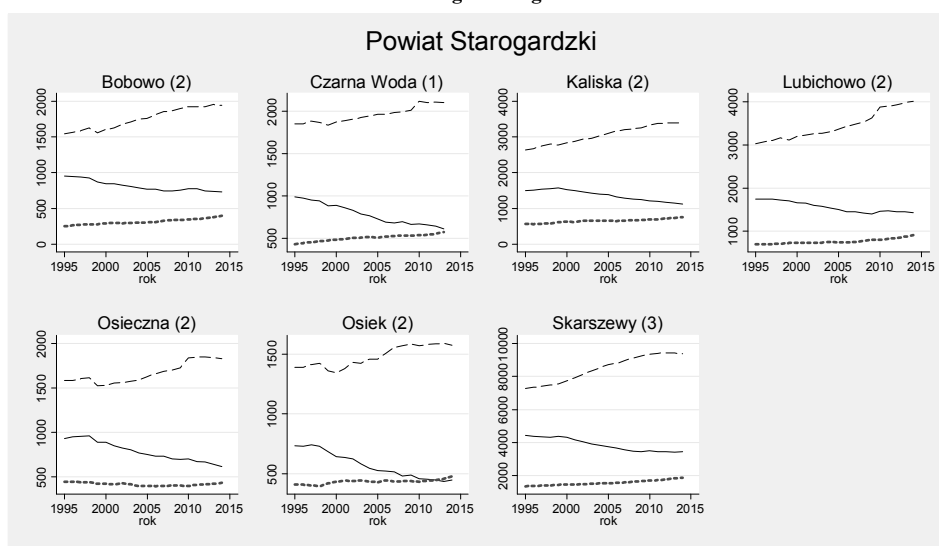 Powiat Starogardzki
Bobowo (2)
0 500 1000 1500 2000
1995 2000 2005 2010 2015
rok
Czarna Woda (1)
500 1000 1500 2000
1995 2000 2005 2010 2015
rok
Kaliska (2)
0 1000 2000 3000 4000
1995 2000 2005 2010 2015
rok
Lubichowo (2)
1000 2000 3000 4000
1995 2000 2005 2010 2015
rok
Osieczna (2)
500 1000 1500 2000
1995 2000 2005 2010 2015
rok
Osiek (2)
500 1000 1500
1995 2000 2005 2010 2015
rok
Skarszewy (3)
2000 4000 6000 8000 10000
1995 2000 2005 2010 2015
rok